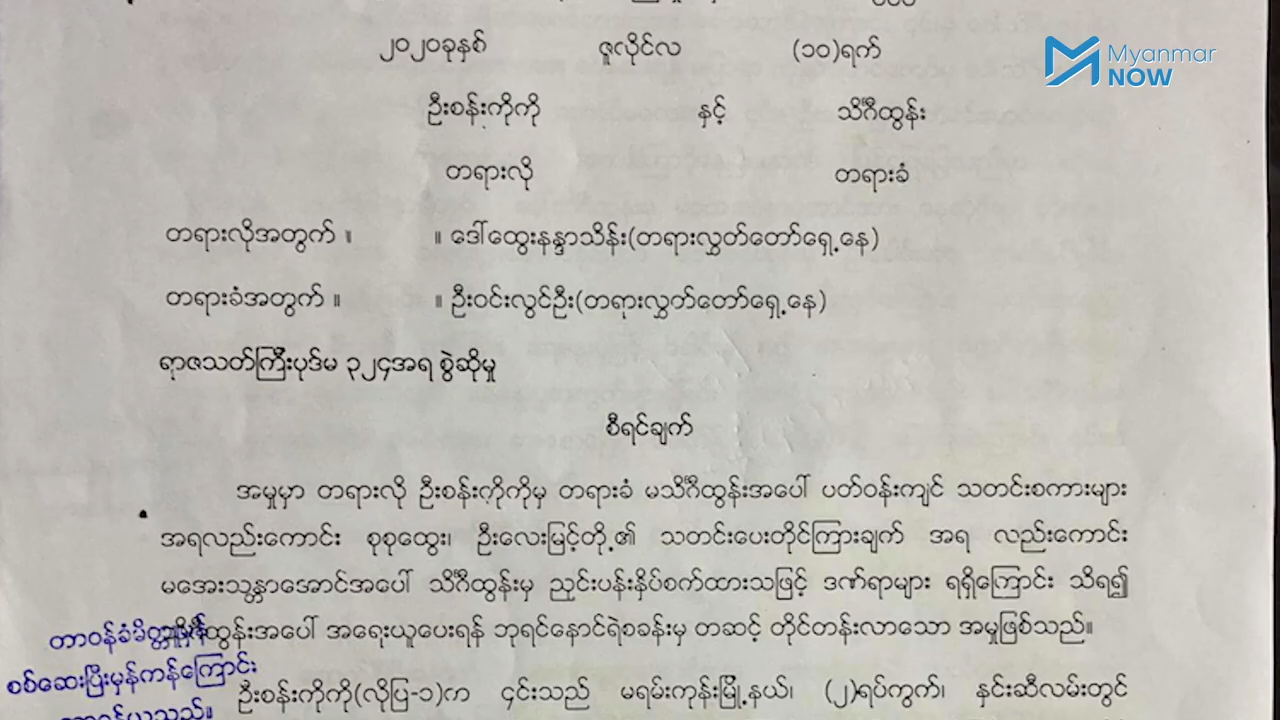 ၂၀၂၀ခုနှစ် ဇူလိုင်လ (၁၀)ရက်
Myanmar
NOW
ဦးစန်းကိုကို နှင့် သိင်္ဂီထွန်း
တရားလို တရားခံ
တရားလိုအတွက် ။ ။ ဒေါ်ထွေးနန္ဒာသိန်း(တရားလွှတ်တော်ရှေ့နေ)
တရားခံအတွက် ။ ။ ဦးဝင်းလွင်ဦး(တရားလွှတ်တော်ရှေ့နေ)
ရာဇသတ်ကြီးပုဒ်မ ၃၂၄အရ စွဲဆိုမှု
စီရင်ချက်
အမှုမှာ တရားလို ဦးစန်းကိုကိုမှ တရားခံ မသိင်္ဂီထွန်းအပေါ် ပတ်ဝန်းကျင် သတင်းစကားများ
အရလည်းကောင်း စုစုထွေး၊ ဦးလေးမြင့်တို့၏ သတင်းပေးတိုင်ကြားချက် အရ လည်းကောင်း
မအေးသန္တာအောင်အပေါ် သိင်္ဂီထွန်းမှ ညှင်းပန်းနှိပ်စက်ထားသဖြင့် ဒဏ်ရာများ ရရှိကြောင်း သိရ၍
ထွန်းအပေါ် အရေးယူပေးရန် ဘုရင်နောင်ရဲစခန်းမှ တဆင့် တိုင်တန်းလာသော အမှုဖြစ်သည်။
တာဝန်ခံမိတ္တူမှန်
စစ်ဆေးပြီးမှန်ကန်ကြောင်း
ဦးစန်းကိုကို(လိုပြ-၁)က ၄င်းသည် မရမ်းကုန်းမြို့နယ်၊ (၂)ရပ်ကွက်၊ နှင်းဆီလမ်းတွင်